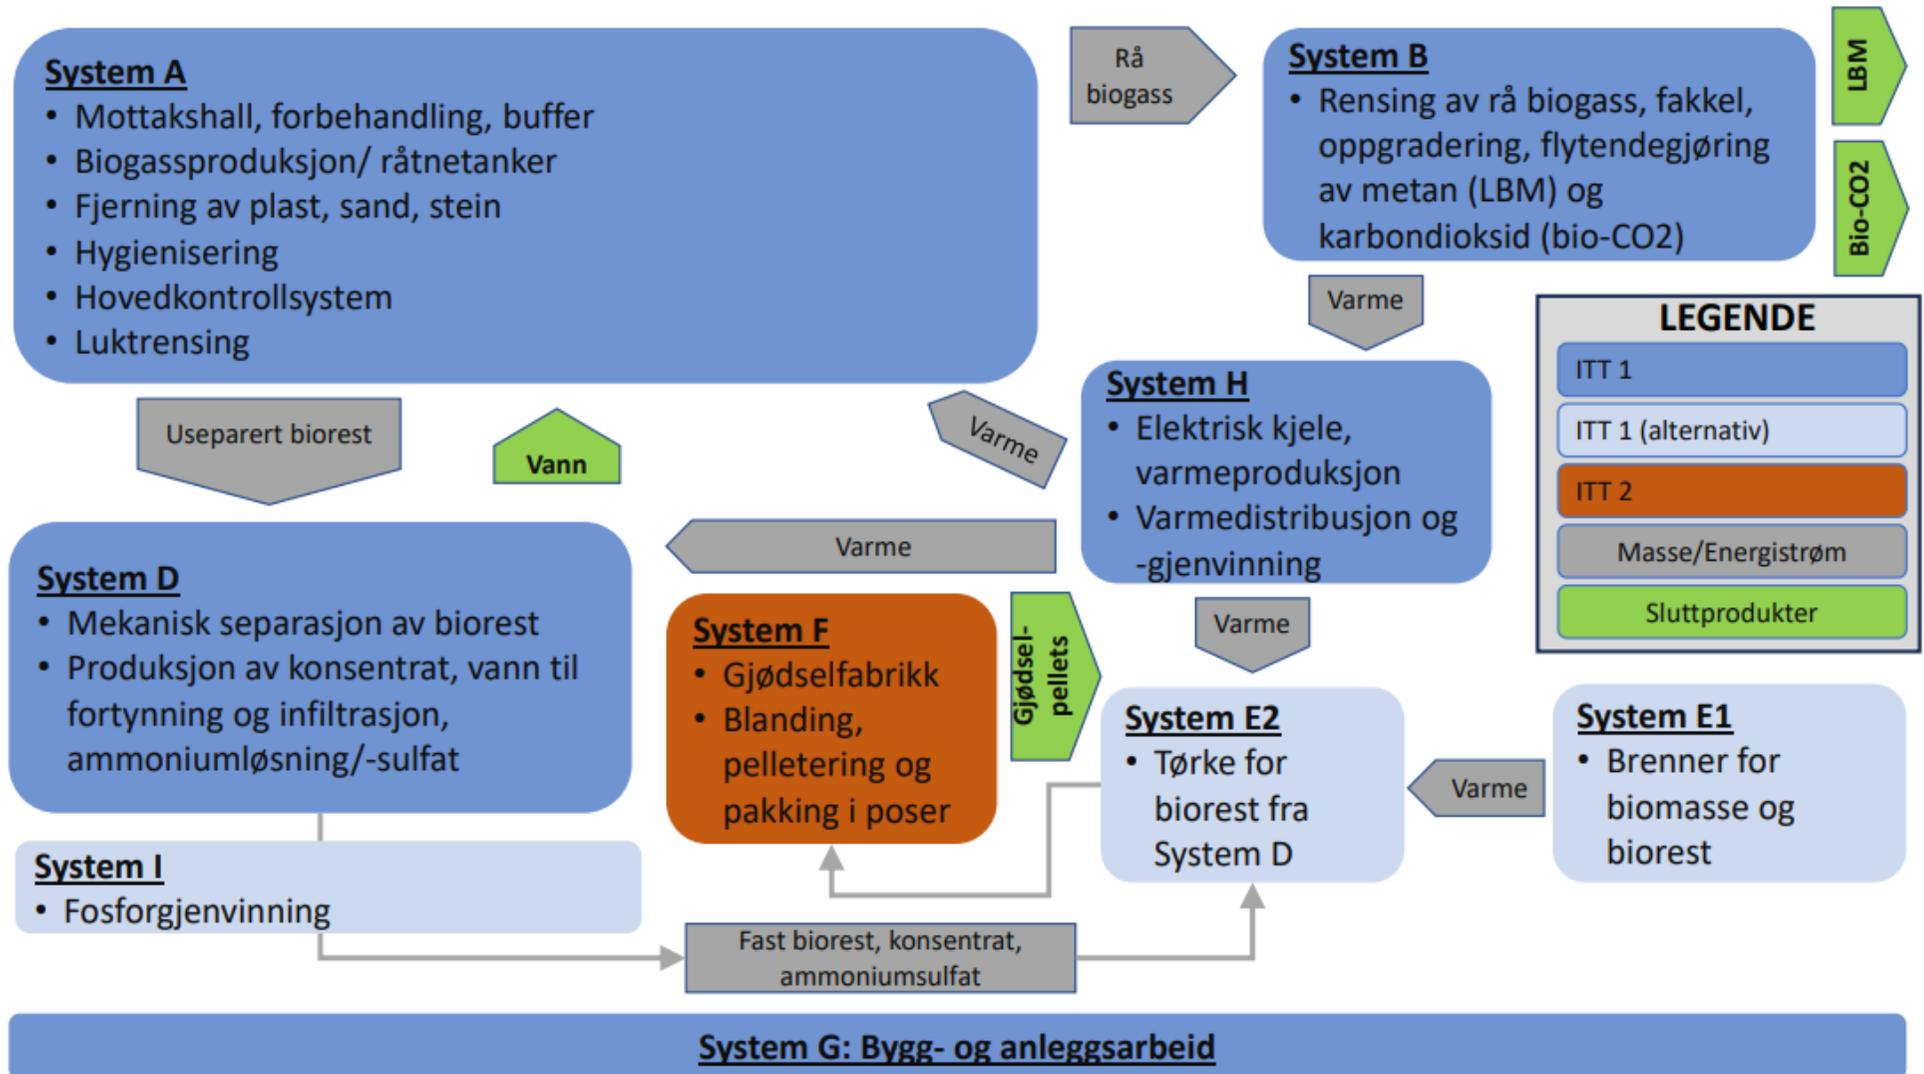 System A
• Mottakshall, forbehandling, buffer
• Biogassproduksjon/ råtnetanker
• Fjerning av plast, sand, stein
• Hygienisering
• Hovedkontrollsystem
• Luktrensing
Rå
biogass
System B
• Rensing av rå biogass, fakkel,
oppgradering, flytendegjøring
av metan (LBM) og
karbondioksid (bio-CO2)
LBM
Bio-CO2
Varme
LEGENDE
ITT 1
ITT 1 (alternativ)
ITT 2
Masse/Energistrøm
Sluttprodukter
System H
• Elektrisk kjele,
varmeproduksjon
• Varmedistribusjon og
-gjenvinning
Varme
Useparert biorest
Vann
Varme
Varme
System D
• Mekanisk separasjon av biorest
• Produksjon av konsentrat, vann til
fortynning og infiltrasjon,
ammoniumløsning/-sulfat
System F
• Gjødselfabrikk
• Blanding,
pelletering og
pakking i poser
Gjødsel-
pellets
System E2
• Tørke for
biorest fra
System D
Varme
System E1
• Brenner for
biomasse og
biorest
System I
• Fosforgjenvinning
Fast biorest, konsentrat,
ammoniumsulfat
System G: Bygg- og anleggsarbeid